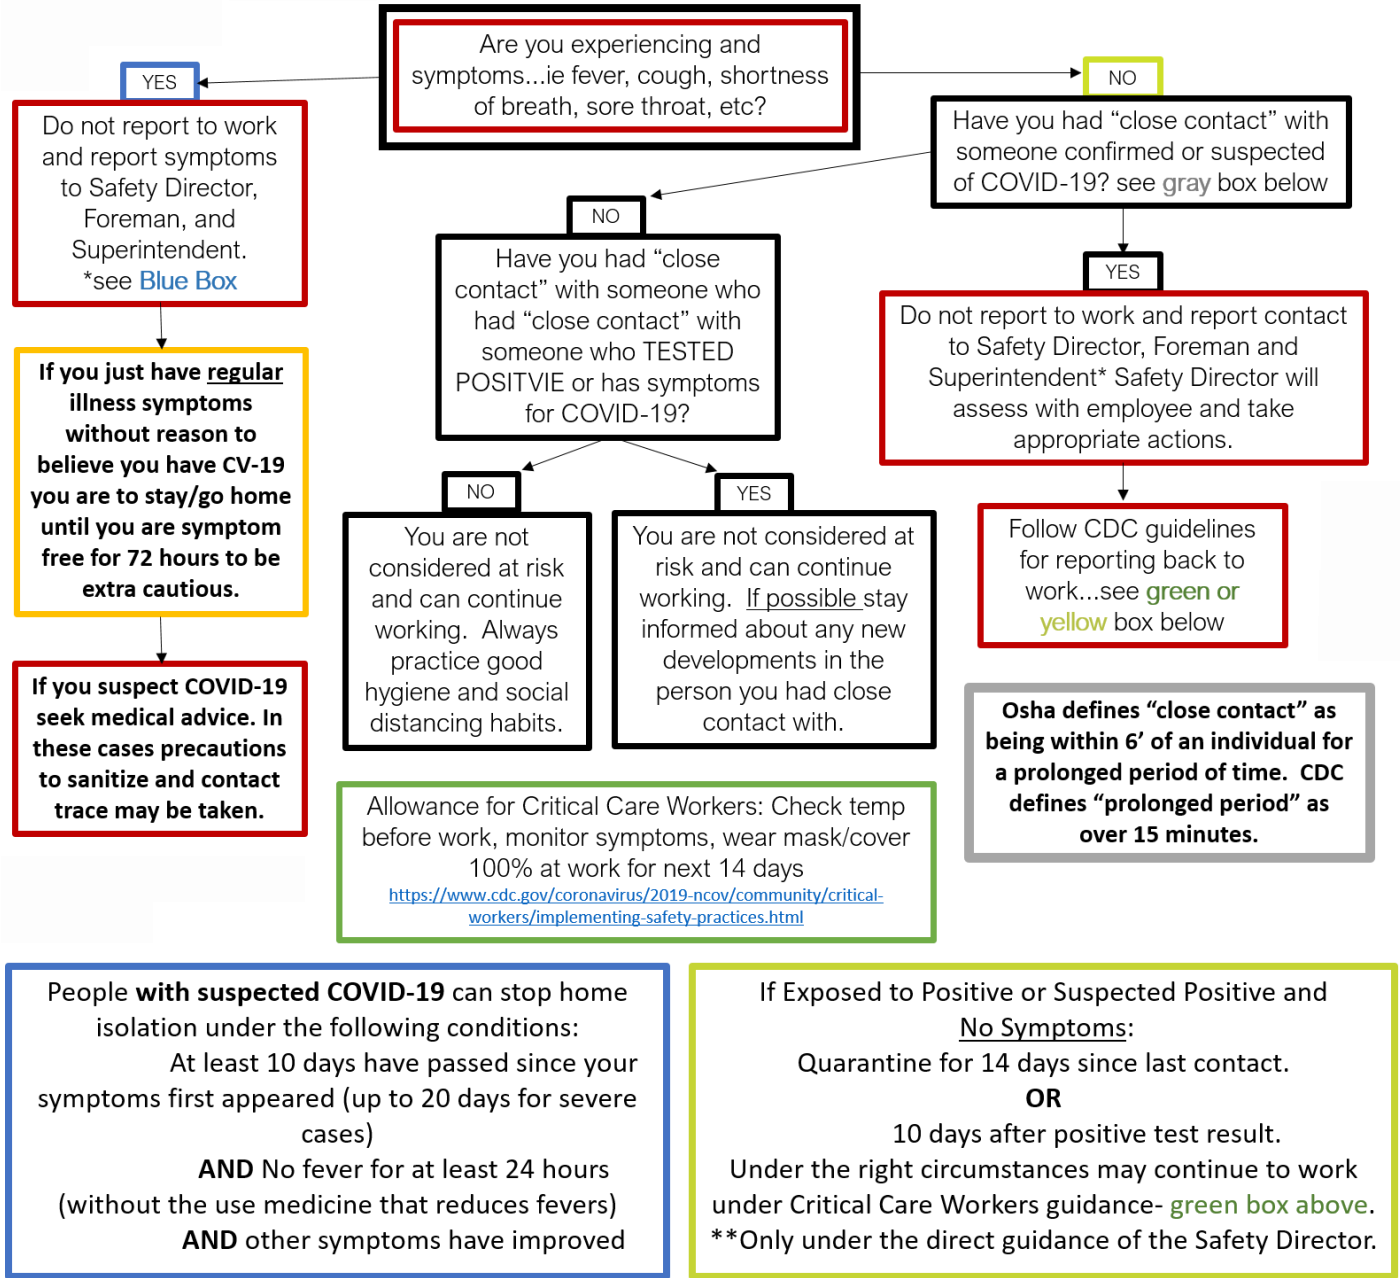 Are you experiencing and
symptoms...ie fever, cough, shortness
of breath, sore throat, etc?
YES
Do not report to work
and report symptoms
to Safety Director,
Foreman, and
Superintendent.
*see Blue Box
If you just have regular
illness symptoms
without reason to
believe you have CV-19
you are to stay/go home
until you are symptom
free for 72 hours to be
extra cautious.
If you suspect COVID-19
seek medical advice. In
these cases precautions
to sanitize and contact
trace may be taken.
NO
Have you had “close contact” with
someone confirmed or suspected
of COVID-19? see gray box below
NO
Have you had “close
contact” with someone who
had “close contact” with
someone who TESTED
POSITVIE or has symptoms
for COVID-19?
NO
You are not
considered at risk
and can continue
working.  Always
practice good
hygiene and social
distancing habits.
YES
You are not considered at
risk and can continue
working.  If possible stay
informed about any new
developments in the
person you had close
contact with.
YES
Do not report to work and report contact
to Safety Director, Foreman and
Superintendent* Safety Director will
assess with employee and take
appropriate actions.
Follow CDC guidelines
for reporting back to
work...see green or
yellow box below
Osha defines “close contact” as
being within 6’ of an individual for
a prolonged period of time.  CDC
defines “prolonged period” as
over 15 minutes.
Allowance for Critical Care Workers: Check temp
before work, monitor symptoms, wear mask/cover
100% at work for next 14 days
https://www.cdc.gov/coronavirus/2019-ncov/community/critical-
workers/implementing-safety-practices.html
People with suspected COVID-19 can stop home
isolation under the following conditions:
At least 10 days have passed since your
symptoms first appeared (up to 20 days for severe
cases)
AND No fever for at least 24 hours
(without the use medicine that reduces fevers)
AND other symptoms have improved
If Exposed to Positive or Suspected Positive and
No Symptoms:
Quarantine for 14 days since last contact.
OR
10 days after positive test result.
Under the right circumstances may continue to work
under Critical Care Workers guidance- green box above.
**Only under the direct guidance of the Safety Director.